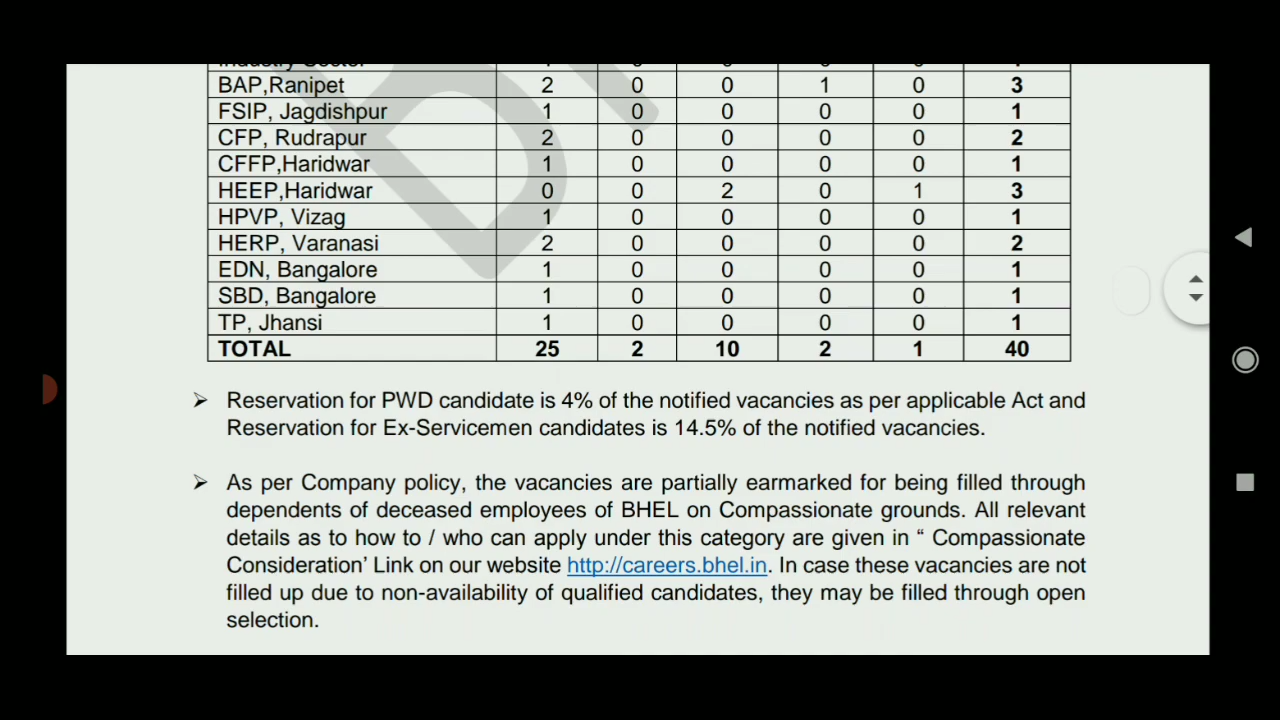 Industry Sector
BAP,Ranipet 2 0 0 1 0 3
FSIP, Jagdishpur 1 0 0 0 0 1
CFP, Rudrapur 2 0 0 0 0 2
CFFP,Haridwar 1 0 0 0 0 1
HEEP,Haridwar 0 0 2 0 1 3
HPVP, Vizag 1 0 0 0 0 1
HERP, Varanasi 2 0 0 0 0 2
EDN, Bangalore 1 0 0 0 0 1
SBD, Bangalore 1 0 0 0 0 1
TP, Jhansi 1 0 0 0 0 1
TOTAL 25 2 10 2 1 40
➢ Reservation for PWD candidate is 4% of the notified vacancies as per applicable Act and
Reservation for Ex-Servicemen candidates is 14.5% of the notified vacancies.
➢ As per Company policy, the vacancies are partially earmarked for being filled through
dependents of deceased employees of BHEL on Compassionate grounds. All relevant
details as to how to / who can apply under this category are given in “ Compassionate
Consideration’ Link on our website http://careers.bhel.in. In case these vacancies are not
filled up due to non-availability of qualified candidates, they may be filled through open
selection.